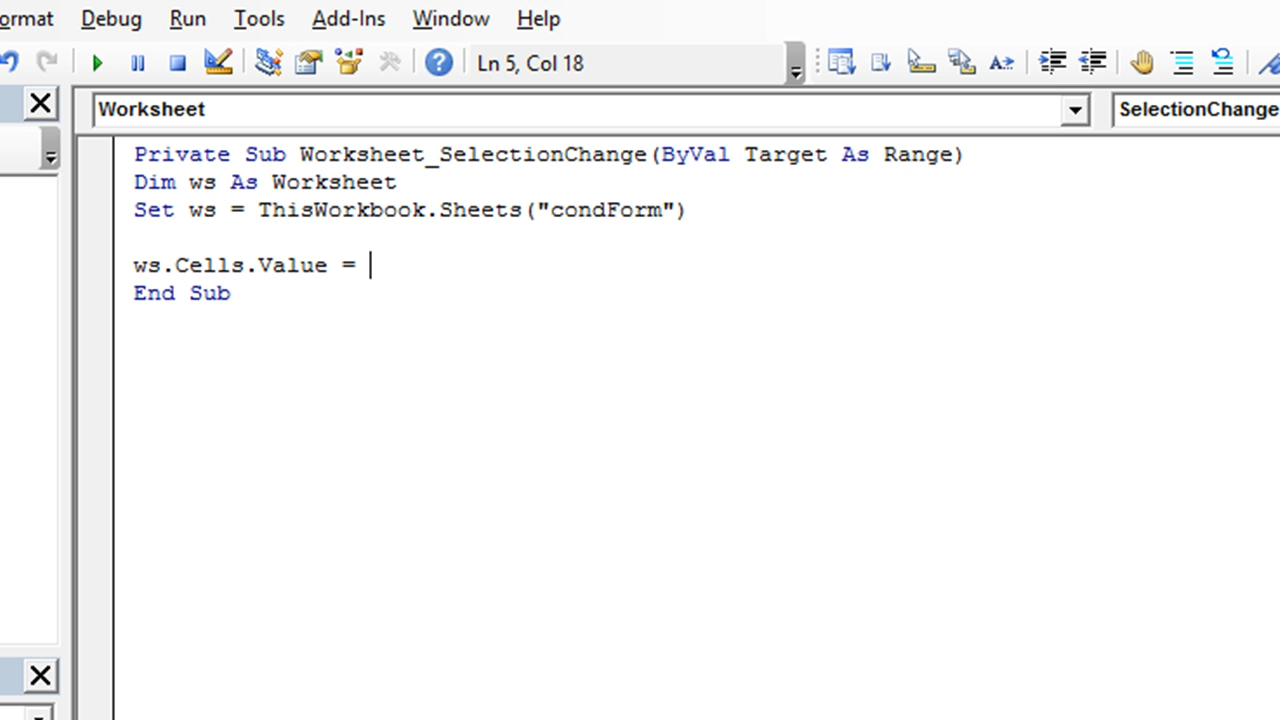 ormat Debug Run Tools Add-Ins Window Help
Ln 5, Col 18
Worksheet SelectionChange
Private Sub Worksheet_SelectionChange(ByVal Target As Range)
Dim ws As Worksheet
Set ws = ThisWorkbook.Sheets("condForm")
ws.Cells.Value =
End Sub